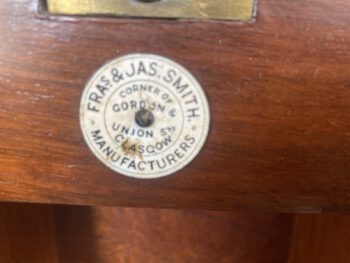 FRAS & JAS. SMITH.
CORNER OF
GORDON &
UNION STS
GLASGOW
MANUFACTURERS